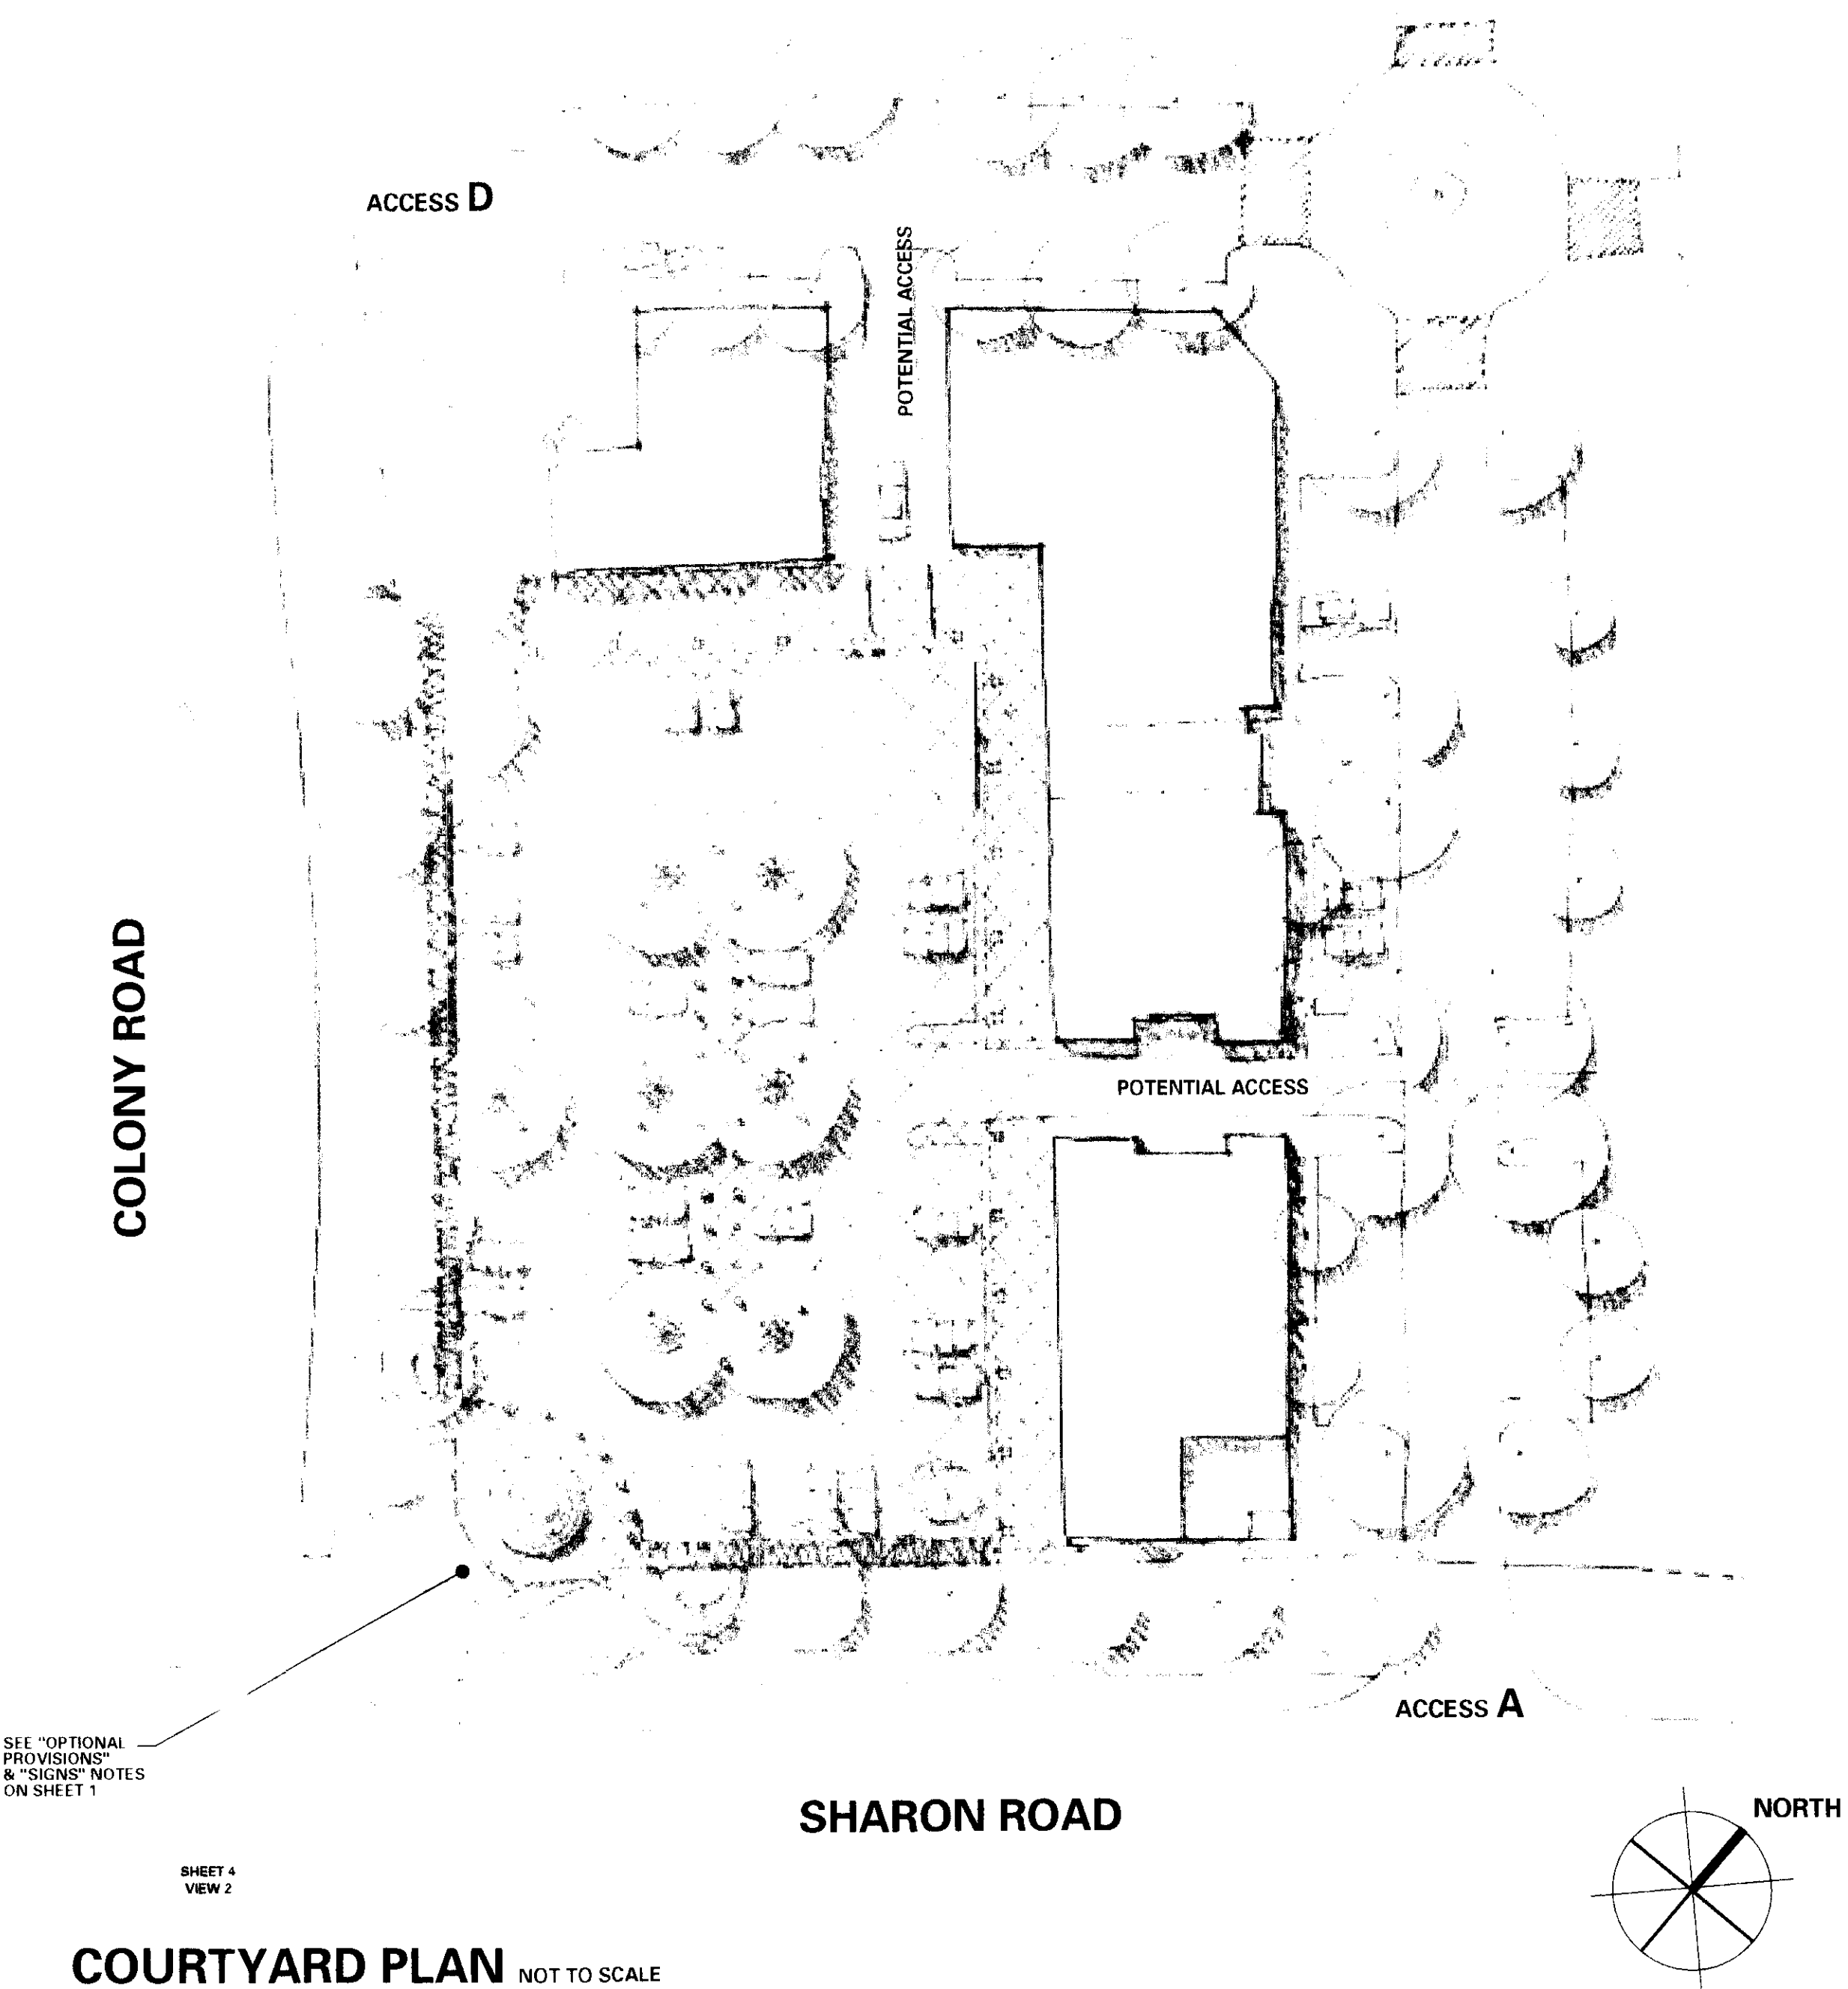 ACCESS D
POTENTIAL ACCESS
COLONY ROAD
POTENTIAL ACCESS
ACCESS A
SEE "OPTIONAL
PROVISIONS"
& "SIGNS" NOTES
ON SHEET 1
SHARON ROAD
NORTH
SHEET 4
VIEW 2
COURTYARD PLAN NOT TO SCALE